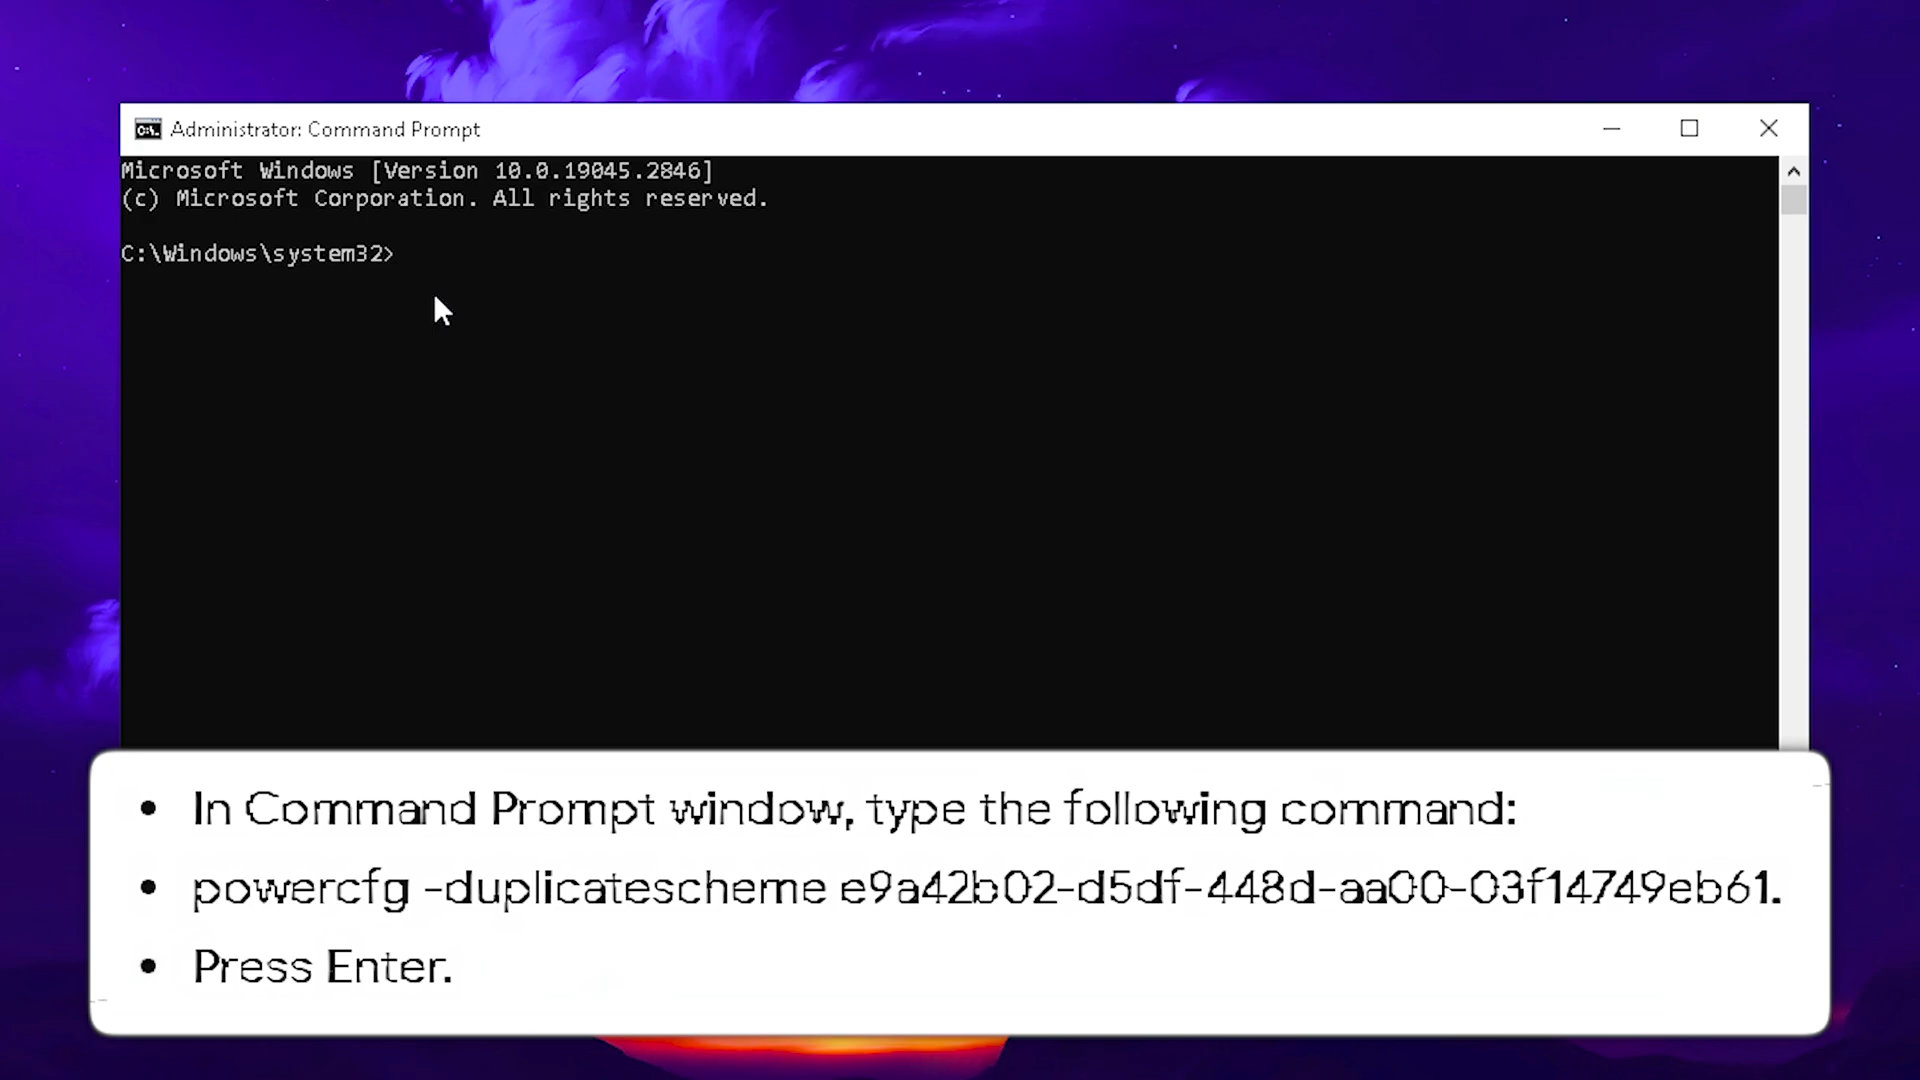 Administrator: Command Prompt
Microsoft Windows [Version 10.0.19045.2846]
(c) Microsoft Corporation. All rights reserved.
C:\Windows\system32>
• In Command Prompt window, type the following command:
• powercfg -duplicatescheme e9a42b02-d5df-448d-aa00-03f14749eb61.
• Press Enter.